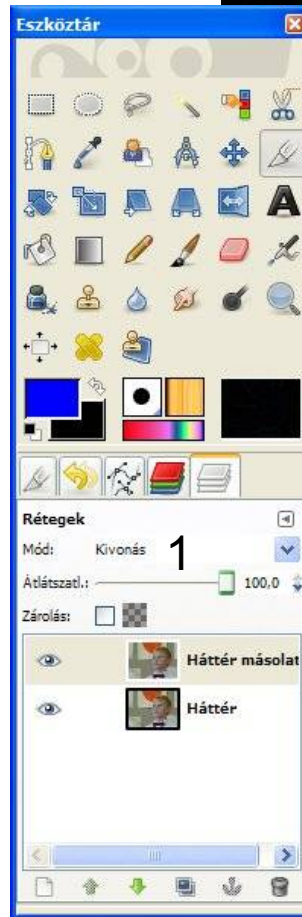 Eszköztár
Rétegek
Mód: Kivonás 1
Átlátszatl.: 100,0
Zárolás:
Háttér másolat
Háttér